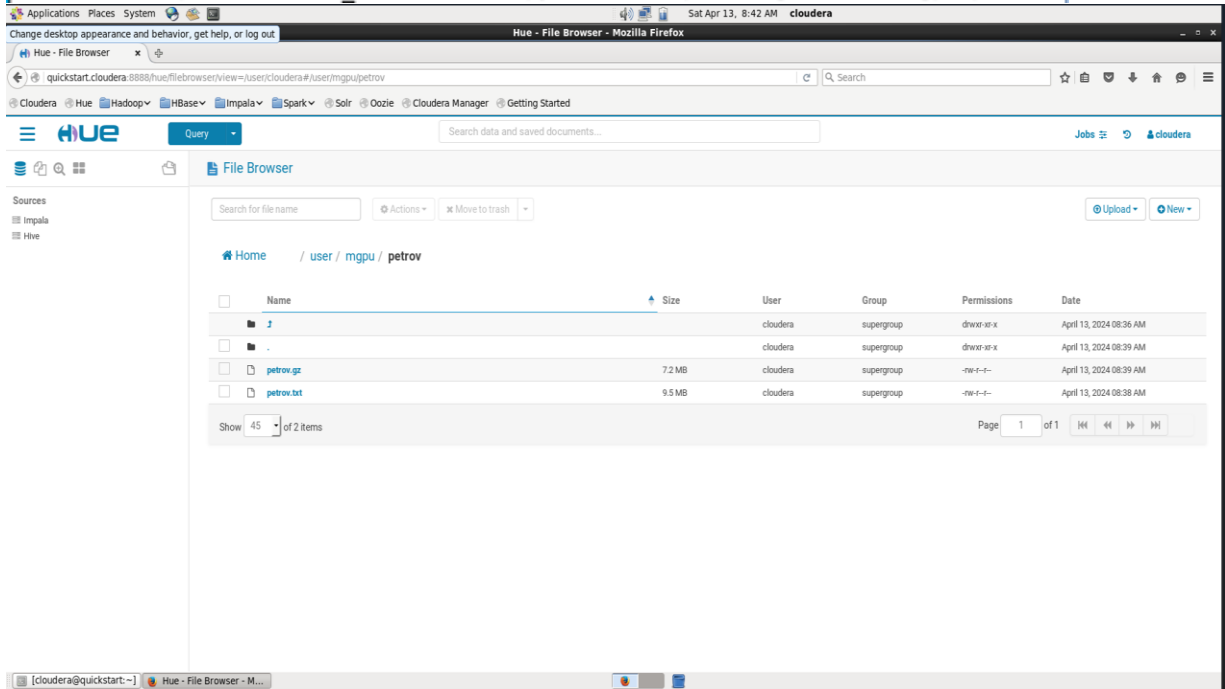 Applications Places System Sat Apr 13, 8:42 AM cloudera
Change desktop appearance and behavior, get help, or log out
Hue - File Browser - Mozilla Firefox
Hue - File Browser
quickstart.cloudera:8888/hue/filebrowser/view=/user/cloudera#/user/mgpu/petrov Search
Cloudera Hue Hadoop HBase Impala Spark Solr Oozie Cloudera Manager Getting Started
HUE Query Search data and saved documents... Jobs cloudera
File Browser
Sources
Impala
Hive
Search for file name Actions Move to trash Upload New
Home / user / mgpu / petrov
Name Size User Group Permissions Date
cloudera supergroup drwxr-xr-x April 13, 2024 08:36 AM
. cloudera supergroup drwxr-xr-x April 13, 2024 08:39 AM
petrov.gz 7.2 MB cloudera supergroup -rw-r--r-- April 13, 2024 08:39 AM
petrov.txt 9.5 MB cloudera supergroup -rw-r--r-- April 13, 2024 08:38 AM
Show 45 of 2 items Page 1 of 1
[cloudera@quickstart:~] Hue - File Browser - M...